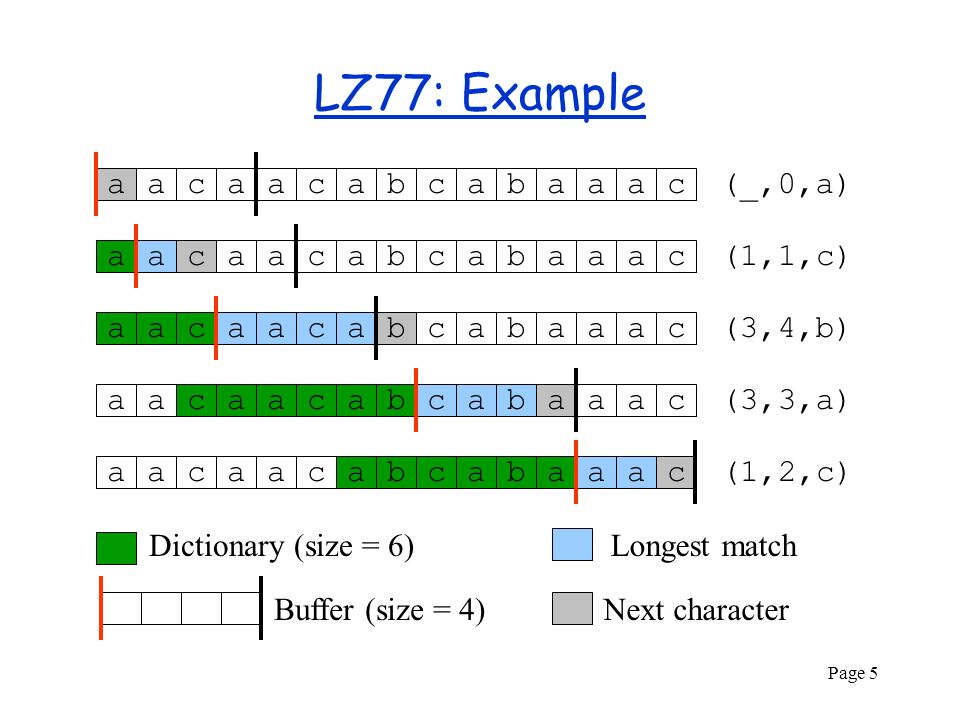 LZ77: Example
a a c a a c a b c a b a a a c (_,0,a)
a a c a a c a b c a b a a a c (1,1,c)
a a c a a c a b c a b a a a c (3,4,b)
a a c a a c a b c a b a a a c (3,3,a)
a a c a a c a b c a b a a a c (1,2,c)
Dictionary (size = 6) Longest match
Buffer (size = 4) Next character
Page 5